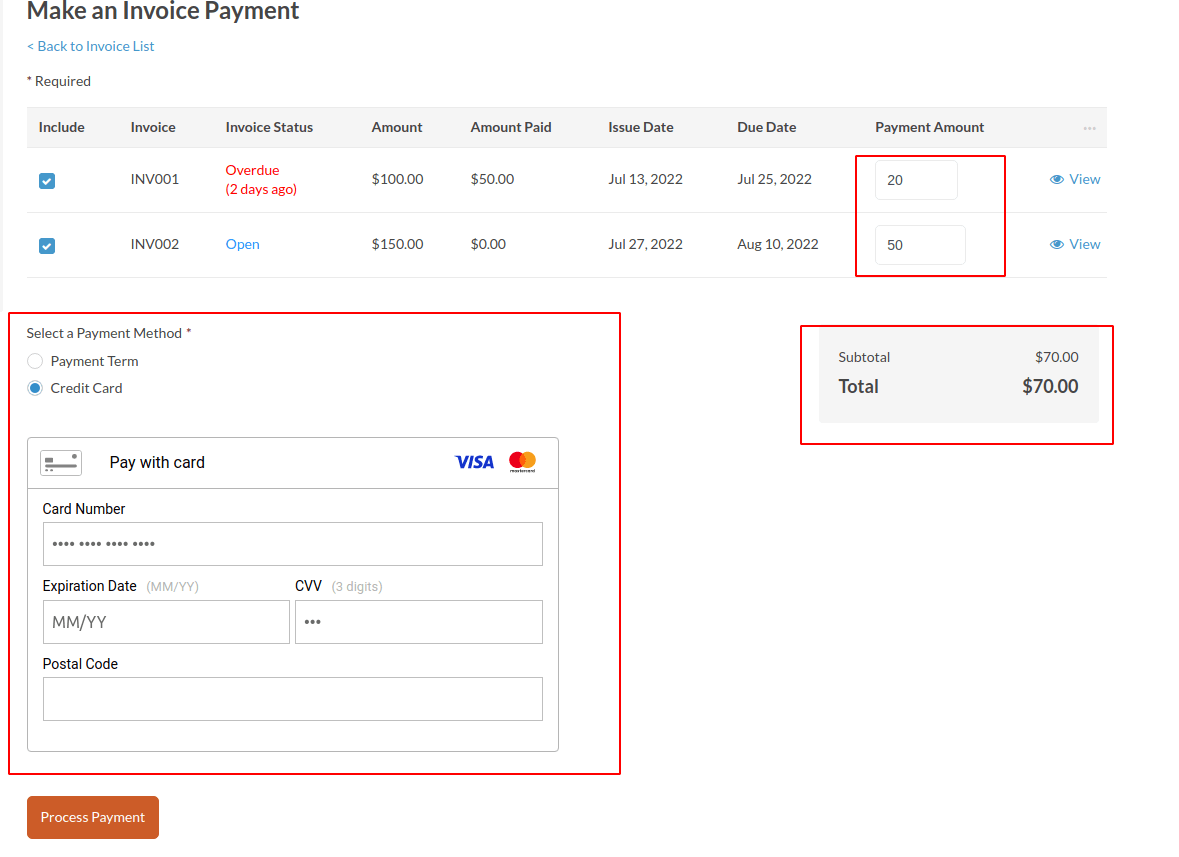 Make an Invoice Payment
< Back to Invoice List
* Required
Include Invoice Invoice Status Amount Amount Paid Issue Date Due Date Payment Amount ...
INV001 Overdue (2 days ago) $100.00 $50.00 Jul 13, 2022 Jul 25, 2022 20 View
INV002 Open $150.00 $0.00 Jul 27, 2022 Aug 10, 2022 50 View
Select a Payment Method *
Payment Term
Credit Card
Subtotal $70.00
Total $70.00
Pay with card VISA mastercard
Card Number
•••• •••• •••• ••••
Expiration Date (MM/YY) CVV (3 digits)
MM/YY •••
Postal Code
Process Payment